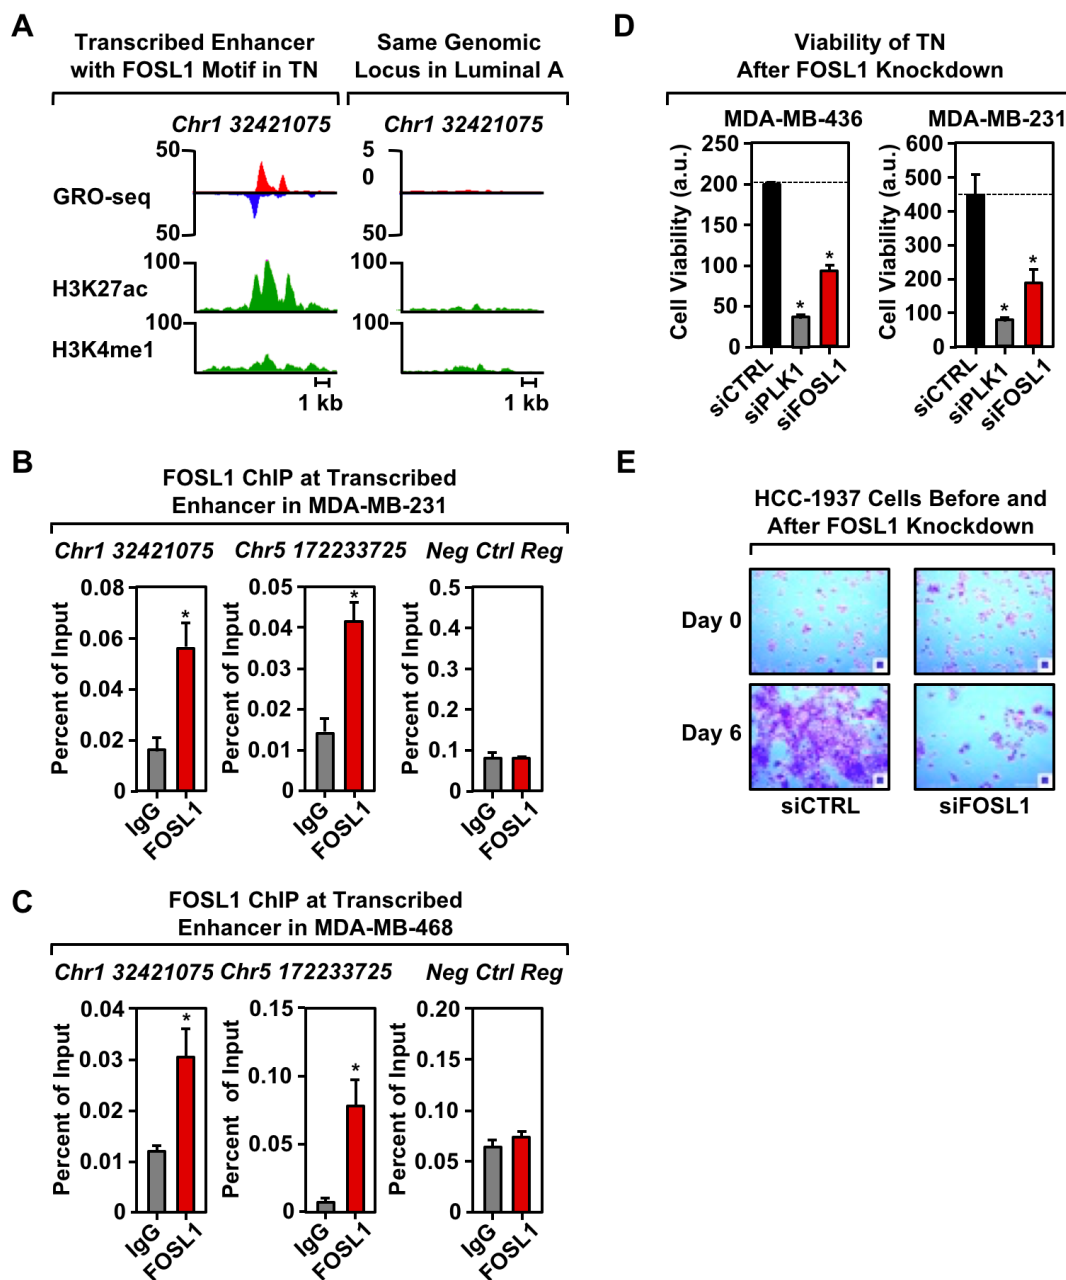 A
Transcribed Enhancer
with FOSL1 Motif in TN
Same Genomic
Locus in Luminal A
Chr1 32421075
Chr1 32421075
GRO-seq
50
50
5
0
50
50
H3K27ac
100
100
H3K4me1
100
100
1 kb
1 kb
B
FOSL1 ChIP at Transcribed
Enhancer in MDA-MB-231
Chr1 32421075
Chr5 172233725
Neg Ctrl Reg
Percent of Input
0.08
0.06
0.04
0.02
0
*
IgG
FOSL1
Percent of Input
0.05
0.04
0.03
0.02
0.01
0
*
IgG
FOSL1
Percent of Input
0.5
0.4
0.3
0.2
0.1
0
IgG
FOSL1
C
FOSL1 ChIP at Transcribed
Enhancer in MDA-MB-468
Chr1 32421075
Chr5 172233725
Neg Ctrl Reg
Percent of Input
0.04
0.03
0.02
0.01
0
*
IgG
FOSL1
Percent of Input
0.15
0.10
0.05
0
*
IgG
FOSL1
Percent of Input
0.20
0.15
0.10
0.05
0
IgG
FOSL1
D
Viability of TN
After FOSL1 Knockdown
MDA-MB-436
Cell Viability (a.u.)
250
200
150
100
50
0
*
*
siCTRL
siPLK1
siFOSL1
MDA-MB-231
Cell Viability (a.u.)
600
500
400
300
200
100
0
*
*
siCTRL
siPLK1
siFOSL1
E
HCC-1937 Cells Before and
After FOSL1 Knockdown
Day 0
Day 6
siCTRL
siFOSL1